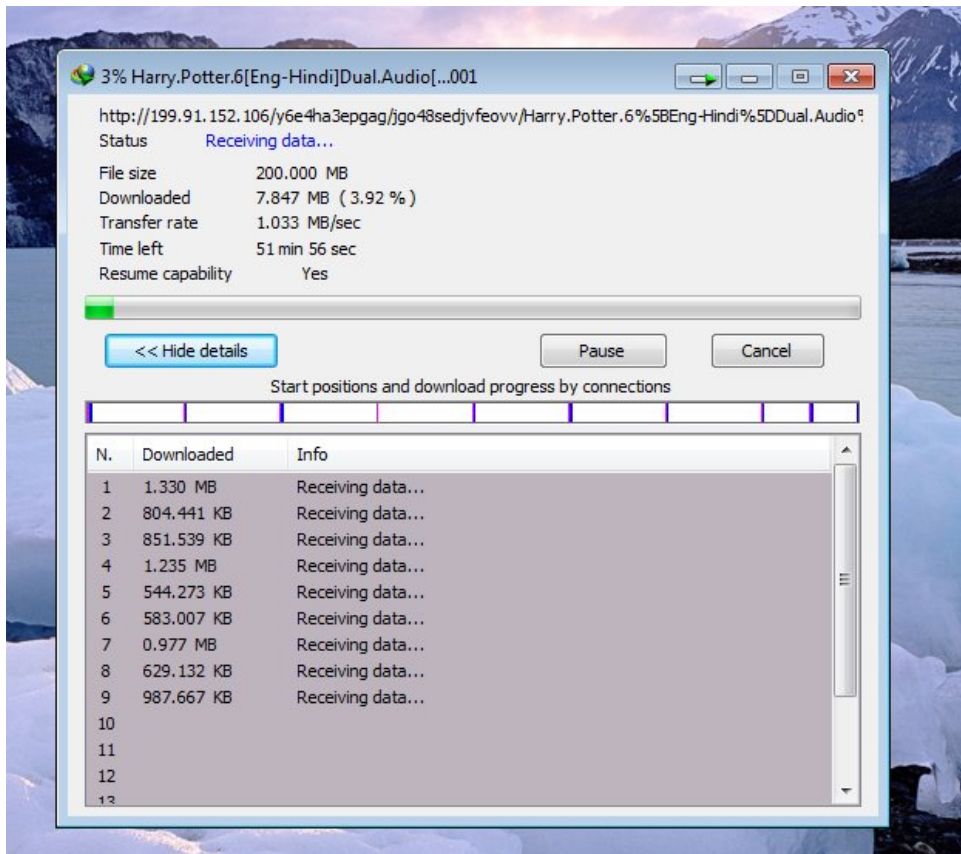 3% Harry.Potter.6[Eng-Hindi]Dual.Audio[...001
http://199.91.152.106/y6e4ha3epgag/jgo48sedjvfeovv/Harry.Potter.6%5BEng-Hindi%5DDual.Audio%
Status Receiving data...
File size 200.000 MB
Downloaded 7.847 MB ( 3.92 % )
Transfer rate 1.033 MB/sec
Time left 51 min 56 sec
Resume capability Yes
<< Hide details Pause Cancel
Start positions and download progress by connections
N. Downloaded Info
1 1.330 MB Receiving data...
2 804.441 KB Receiving data...
3 851.539 KB Receiving data...
4 1.235 MB Receiving data...
5 544.273 KB Receiving data...
6 583.007 KB Receiving data...
7 0.977 MB Receiving data...
8 629.132 KB Receiving data...
9 987.667 KB Receiving data...
10
11
12
13